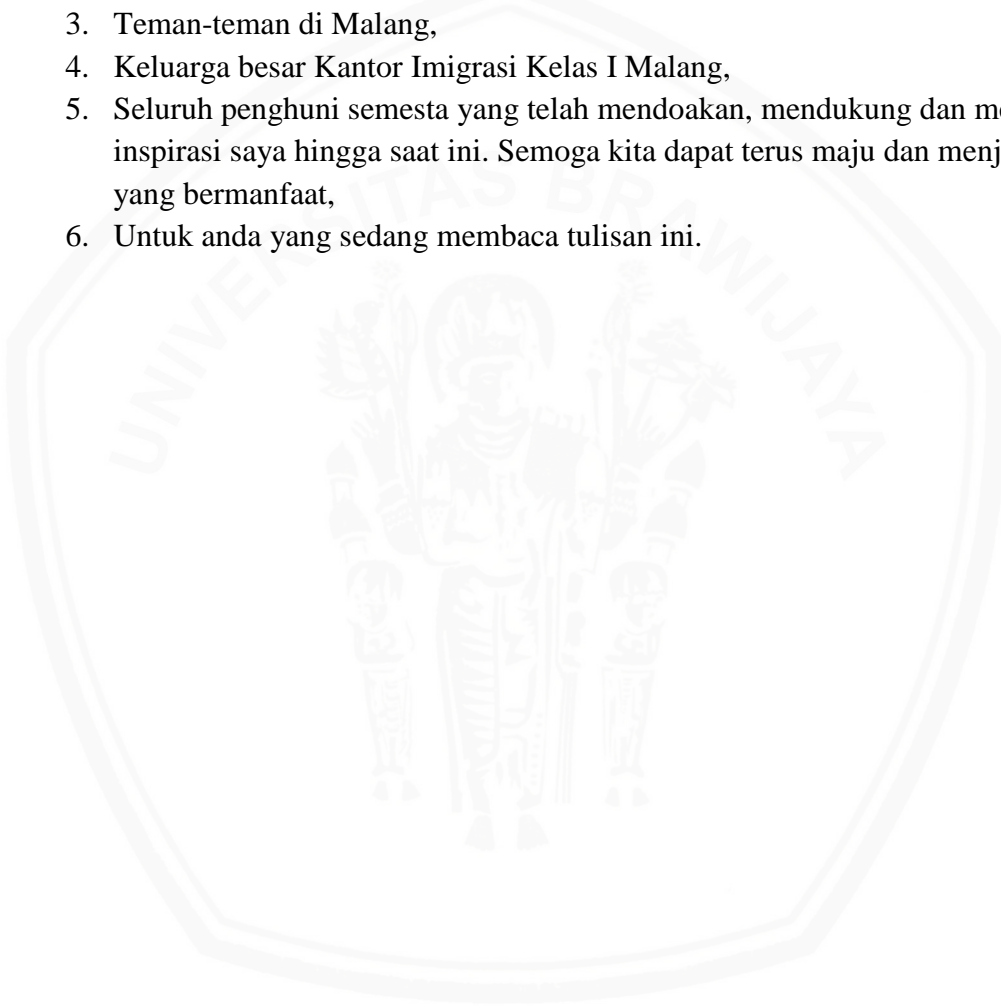 3. Teman-teman di Malang,
4. Keluarga besar Kantor Imigrasi Kelas I Malang,
5. Seluruh penghuni semesta yang telah mendoakan, mendukung dan
inspirasi saya hingga saat ini. Semoga kita dapat terus maju dan
yang bermanfaat,
6. Untuk anda yang sedang membaca tulisan ini.
UNIVERSITAS BRAWIJAYA